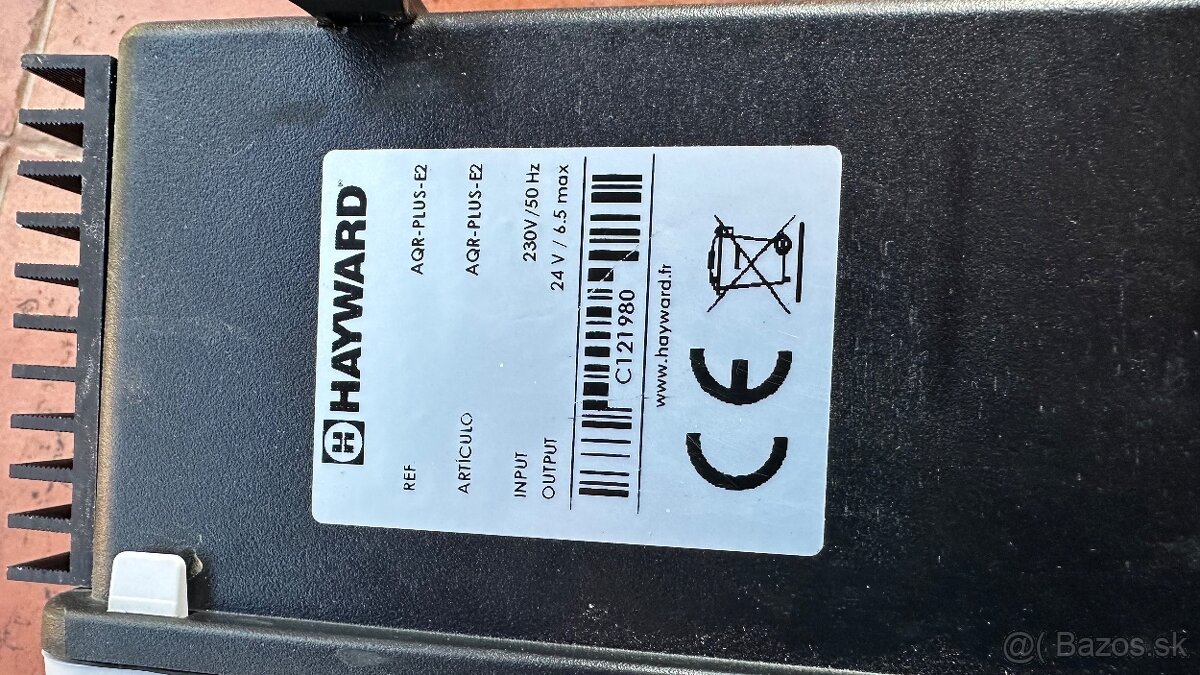 HAYWARD
REF AQR-PLUS-E2
ARTÍCULO AQR-PLUS-E2
INPUT 230V/50 Hz
OUTPUT 24 V / 6.5 max
C121980
www.hayward.fr
CE
@( Bazos.sk